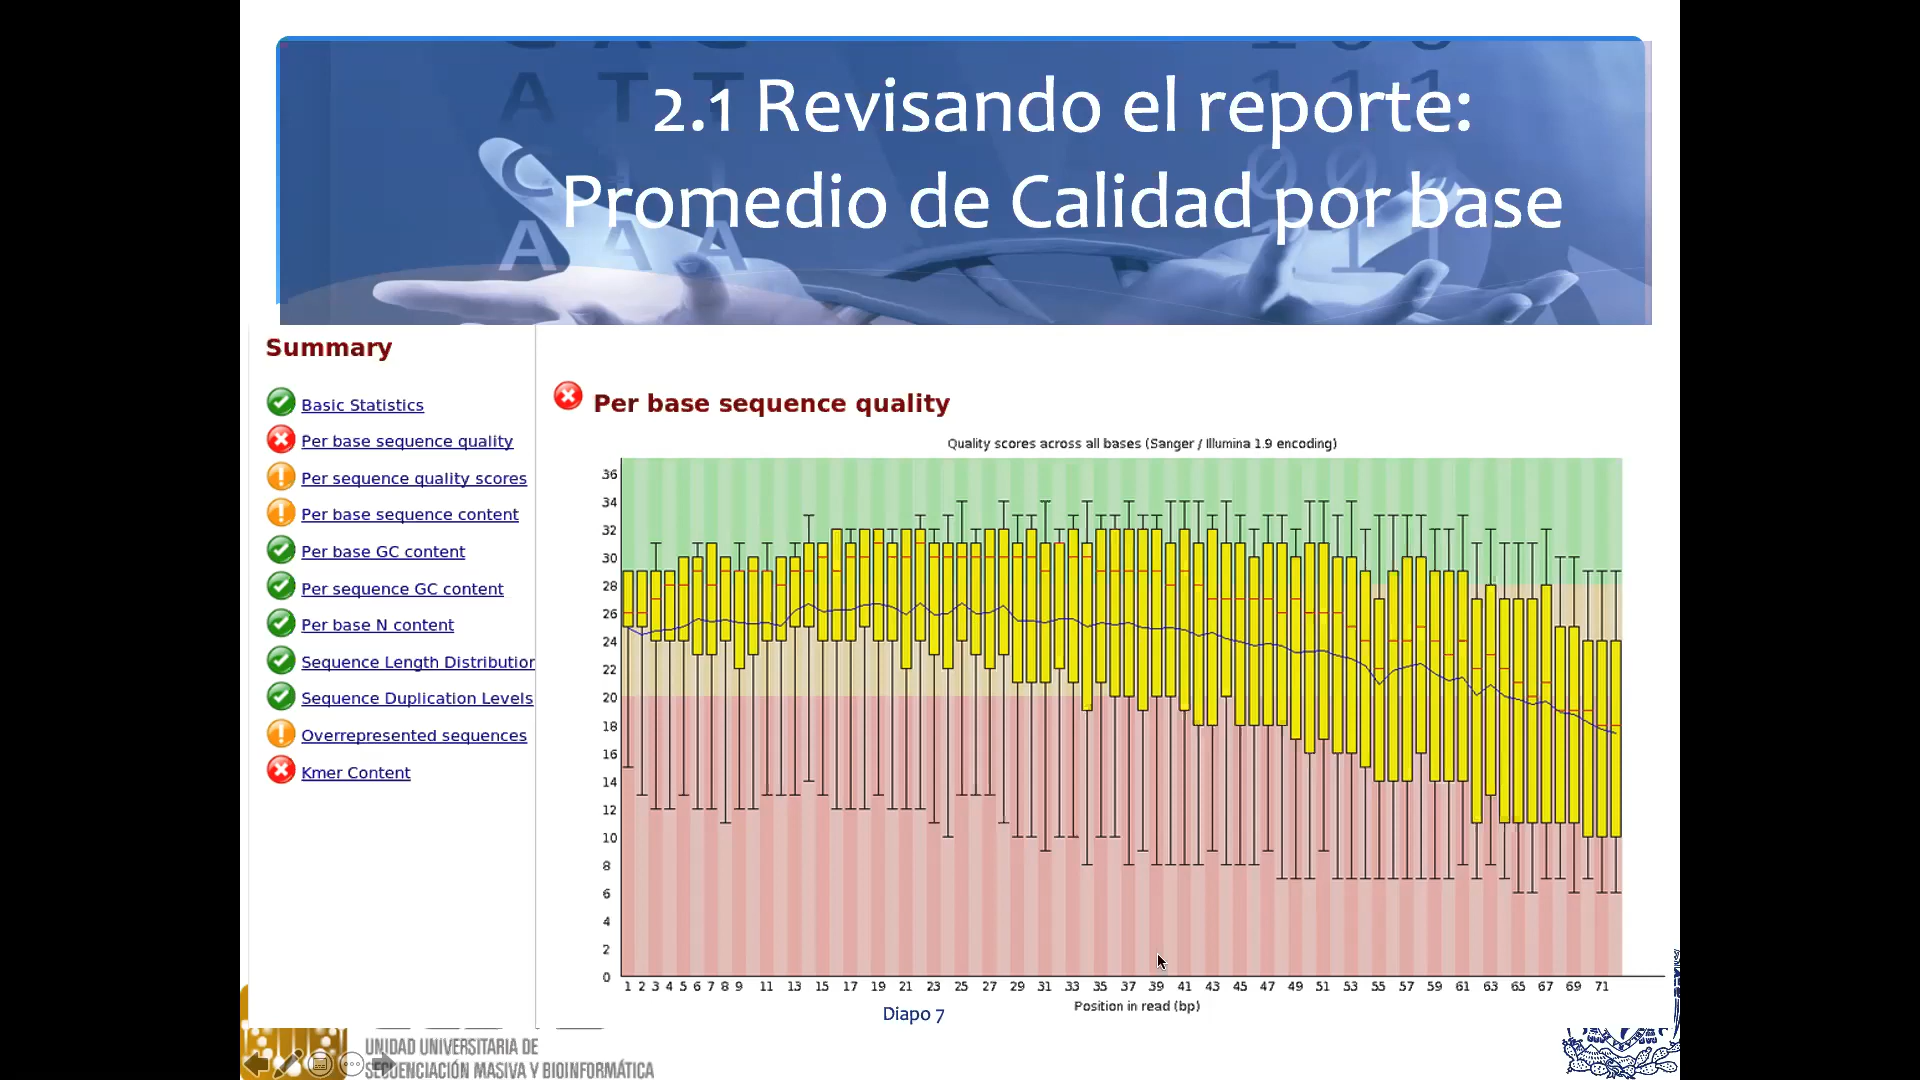 2.1 Revisando el reporte:
Promedio de Calidad por base
Summary
Basic Statistics
Per base sequence quality
Per sequence quality scores
Per base sequence content
Per base GC content
Per sequence GC content
Per base N content
Sequence Length Distribution
Sequence Duplication Levels
Overrepresented sequences
Kmer Content
Per base sequence quality
Quality scores across all bases (Sanger / Illumina 1.9 encoding)
36
34
32
30
28
26
24
22
20
18
16
14
12
10
8
6
4
2
0
1 2 3 4 5 6 7 8 9 11 13 15 17 19 21 23 25 27 29 31 33 35 37 39 41 43 45 47 49 51 53 55 57 59 61 63 65 67 69 71
Position in read (bp)
Diapo 7
UNIDAD UNIVERSITARIA DE
SECUENCIACIÓN MASIVA Y BIOINFORMÁTICA